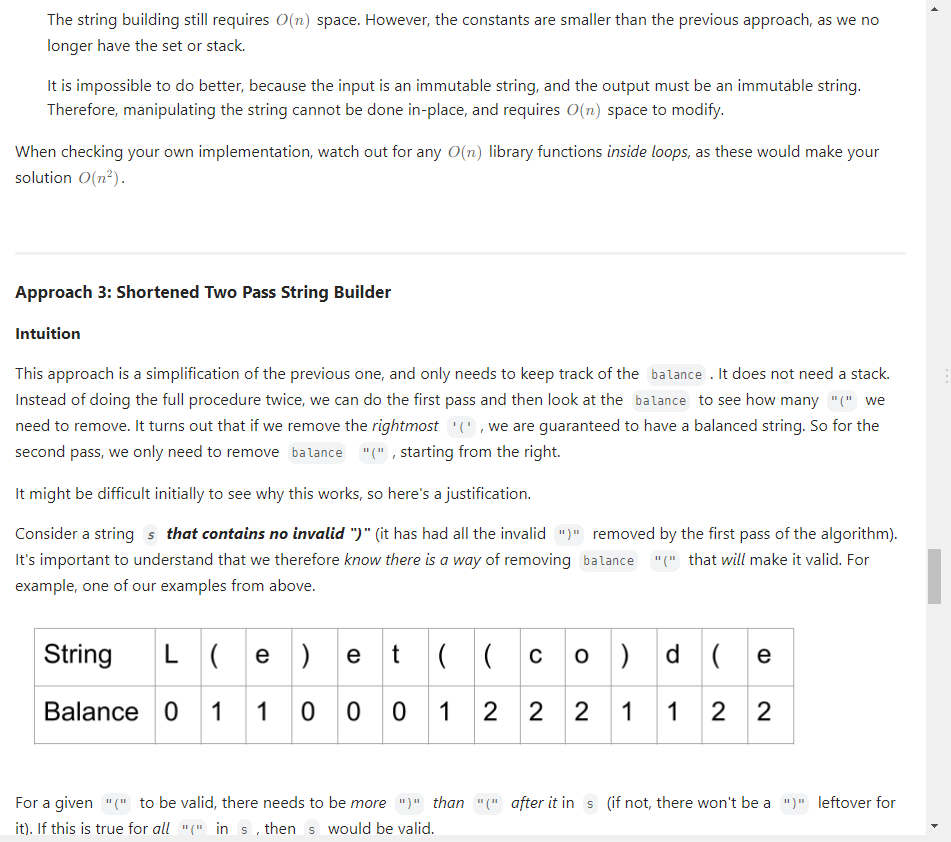 The string building still requires O(n) space. However, the constants are smaller than the previous approach, as we no
longer have the set or stack.
It is impossible to do better, because the input is an immutable string, and the output must be an immutable string.
Therefore, manipulating the string cannot be done in-place, and requires O(n) space to modify.
When checking your own implementation, watch out for any O(n) library functions inside loops, as these would make your
solution O(n²).
Approach 3: Shortened Two Pass String Builder
Intuition
This approach is a simplification of the previous one, and only needs to keep track of the balance . It does not need a stack.
Instead of doing the full procedure twice, we can do the first pass and then look at the balance to see how many "(" we
need to remove. It turns out that if we remove the rightmost '(' , we are guaranteed to have a balanced string. So for the
second pass, we only need to remove balance "(" , starting from the right.
It might be difficult initially to see why this works, so here's a justification.
Consider a string s that contains no invalid ")" (it has had all the invalid ")" removed by the first pass of the algorithm).
It's important to understand that we therefore know there is a way of removing balance "(" that will make it valid. For
example, one of our examples from above.
String L ( e ) e t ( ( c o ) d ( e
Balance 0 1 1 0 0 0 1 2 2 2 1 1 2 2
For a given "(" to be valid, there needs to be more ")" than "(" after it in s (if not, there won't be a ")" leftover for
it). If this is true for all "(" in s , then s would be valid.